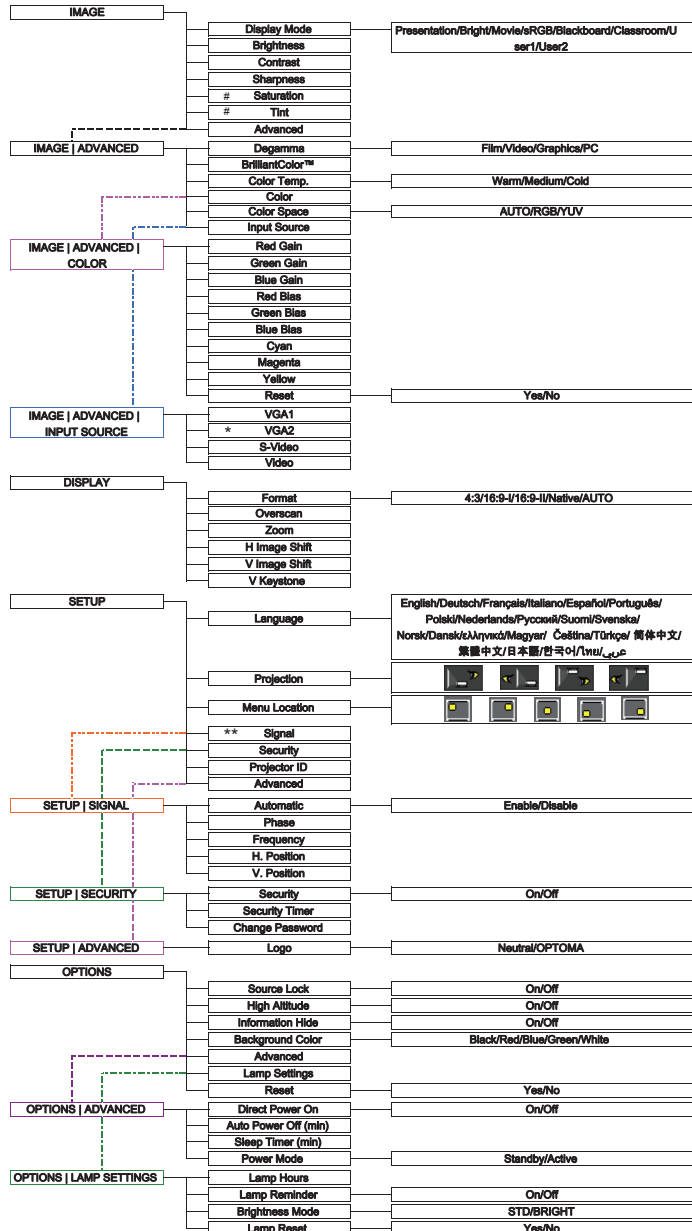 IMAGE
Display Mode
Presentation/Bright/Movie/sRGB/Blackboard/Classroom/U
ser1/User2
Brightness
Contrast
Sharpness
# Saturation
# Tint
Advanced
IMAGE | ADVANCED
Degamma
Film/Video/Graphics/PC
BrilliantColor™
Color Temp.
Warm/Medium/Cold
Color
Color Space
AUTO/RGB/YUV
Input Source
IMAGE | ADVANCED |
COLOR
Red Gain
Green Gain
Blue Gain
Red Bias
Green Bias
Blue Bias
Cyan
Magenta
Yellow
Reset
Yes/No
IMAGE | ADVANCED |
INPUT SOURCE
VGA1
* VGA2
S-Video
Video
DISPLAY
Format
4:3/16:9-I/16:9-II/Native/AUTO
Overscan
Zoom
H Image Shift
V Image Shift
V Keystone
SETUP
Language
English/Deutsch/Français/Italiano/Español/Português/
Polski/Nederlands/Русский/Suomi/Svenska/
Norsk/Dansk/ελληνικά/Magyar/ Čeština/Türkçe/ 简体中文/
繁體中文/日本語/한국어/ไทย/عربي
Projection
Menu Location
** Signal
Security
Projector ID
Advanced
SETUP | SIGNAL
Automatic
Enable/Disable
Phase
Frequency
H. Position
V. Position
SETUP | SECURITY
Security
On/Off
Security Timer
Change Password
SETUP | ADVANCED
Logo
Neutral/OPTOMA
OPTIONS
Source Lock
On/Off
High Altitude
On/Off
Information Hide
On/Off
Background Color
Black/Red/Blue/Green/White
Advanced
Lamp Settings
Reset
Yes/No
OPTIONS | ADVANCED
Direct Power On
On/Off
Auto Power Off (min)
Sleep Timer (min)
Power Mode
Standby/Active
OPTIONS | LAMP SETTINGS
Lamp Hours
Lamp Reminder
On/Off
Brightness Mode
STD/BRIGHT
Lamp Reset
Yes/No